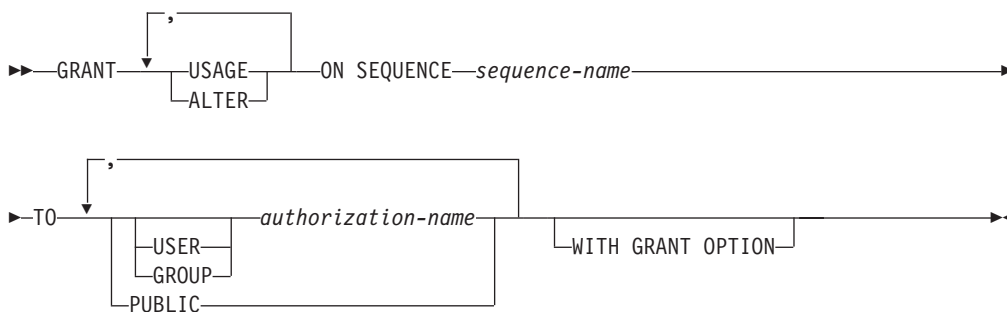 ,
GRANT USAGE ON SEQUENCE sequence-name
ALTER
,
TO authorization-name
USER WITH GRANT OPTION
GROUP
PUBLIC